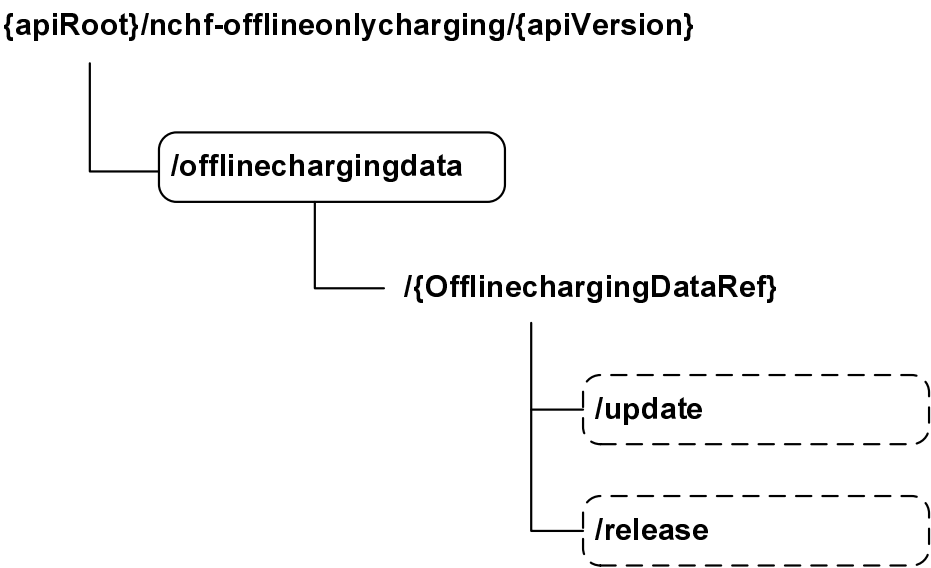 {apiRoot}/nchf-offlineonlycharging/{apiVersion}
/offlinechargingdata
/{OfflinechargingDataRef}
/update
/release